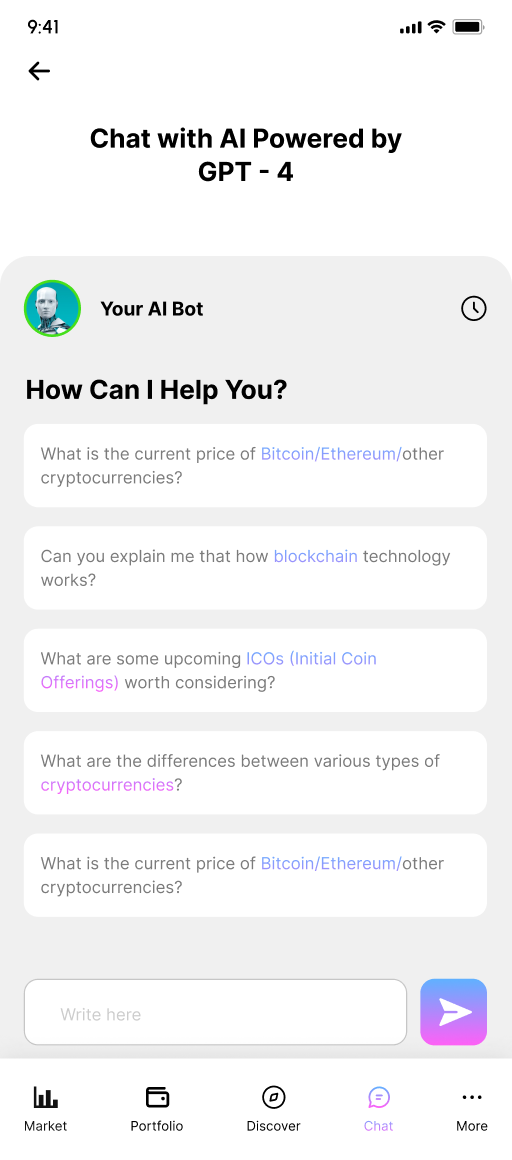 9:41
Chat with AI Powered by
GPT - 4
Your AI Bot
How Can I Help You?
What is the current price of Bitcoin/Ethereum/other
cryptocurrencies?
Can you explain me that how blockchain technology
works?
What are some upcoming ICOs (Initial Coin
Offerings) worth considering?
What are the differences between various types of
cryptocurrencies?
What is the current price of Bitcoin/Ethereum/other
cryptocurrencies?
Write here
Market Portfolio Discover Chat More